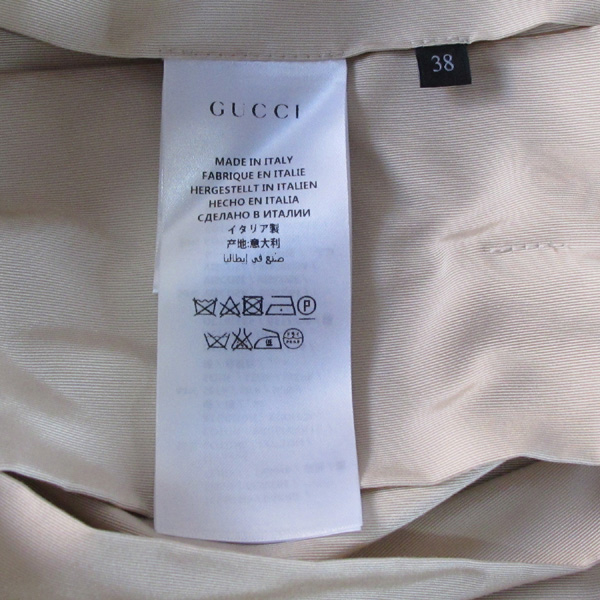 GUCCI
38
MADE IN ITALY
FABRIQUE EN ITALIE
HERGESTELLT IN ITALIEN
HECHO EN ITALIA
СДЕЛАНО В ИТАЛИИ
イタリア製
产地:意大利
صنع في إيطاليا
P